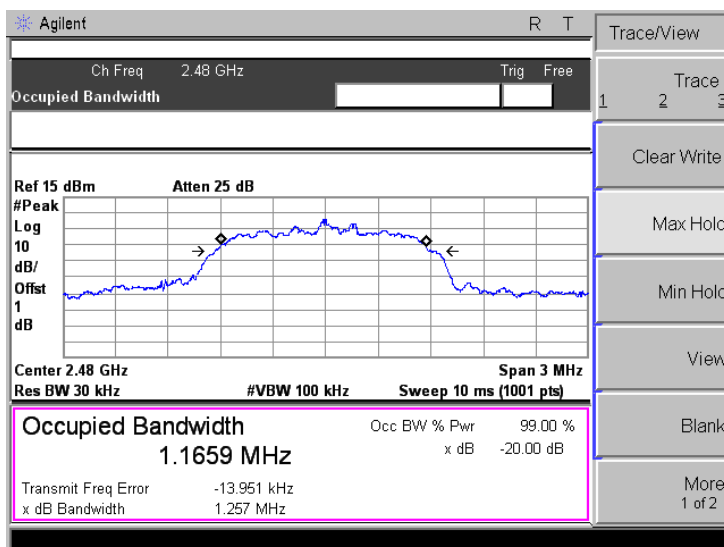 Agilent R T
Trace/View
Ch Freq 2.48 GHz Trig Free
Occupied Bandwidth
Trace
1 2 3
Clear Write
Ref 15 dBm Atten 25 dB
#Peak
Log
10
dB/
Offst
1
dB
Max Hold
Min Hold
Center 2.48 GHz Span 3 MHz
Res BW 30 kHz #VBW 100 kHz Sweep 10 ms (1001 pts)
View
Occupied Bandwidth
1.1659 MHz
Occ BW % Pwr 99.00 %
x dB -20.00 dB
Transmit Freq Error -13.951 kHz
x dB Bandwidth 1.257 MHz
Blank
More
1 of 2